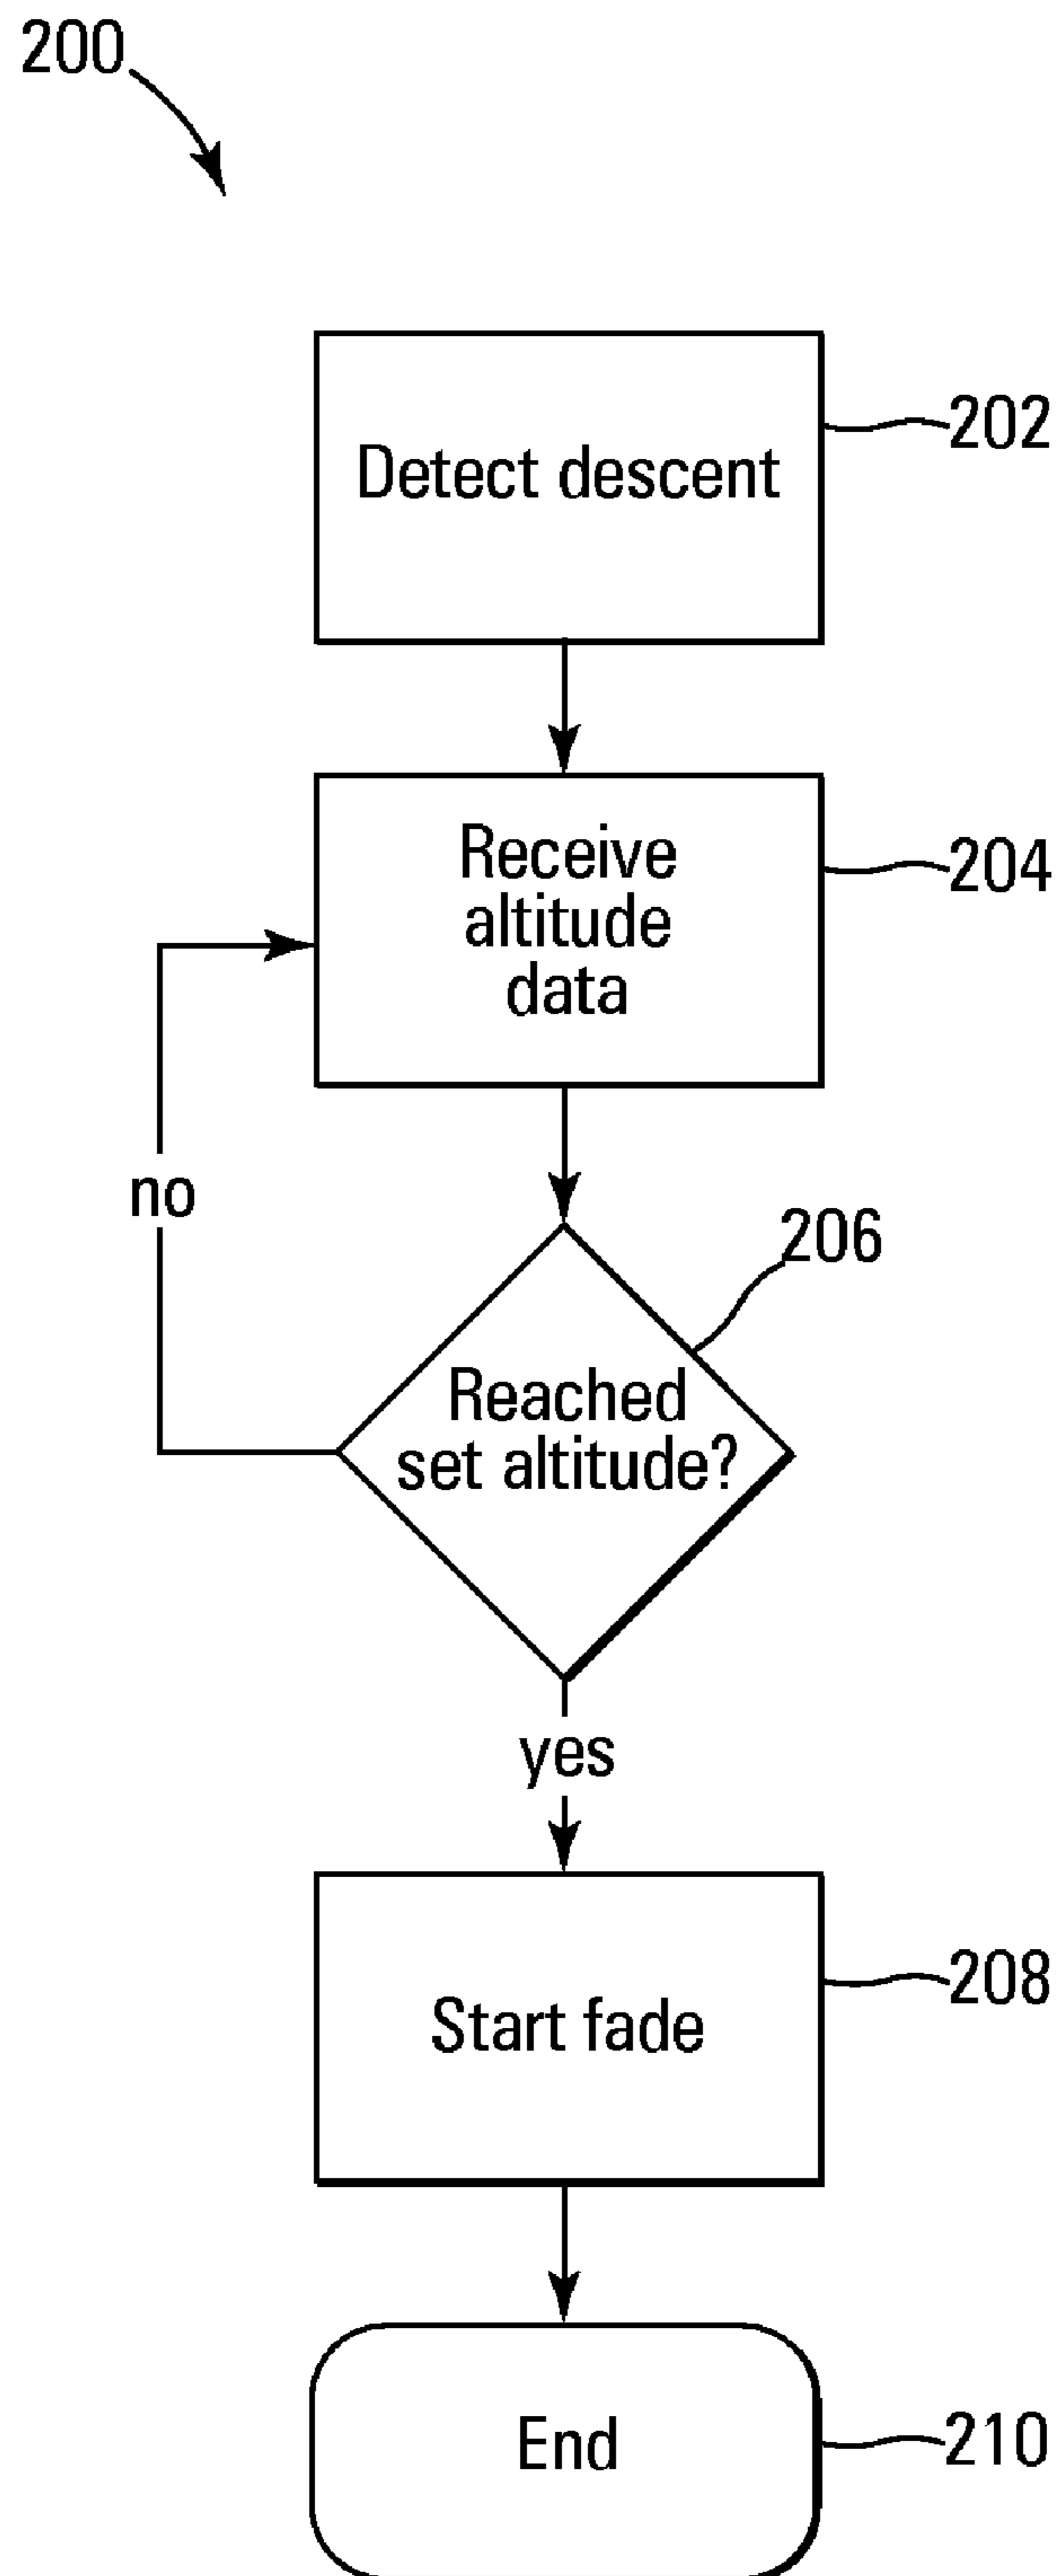 200
Detect descent
202
Receive
altitude
data
204
no
206
Reached
set altitude?
yes
Start fade
208
End
210